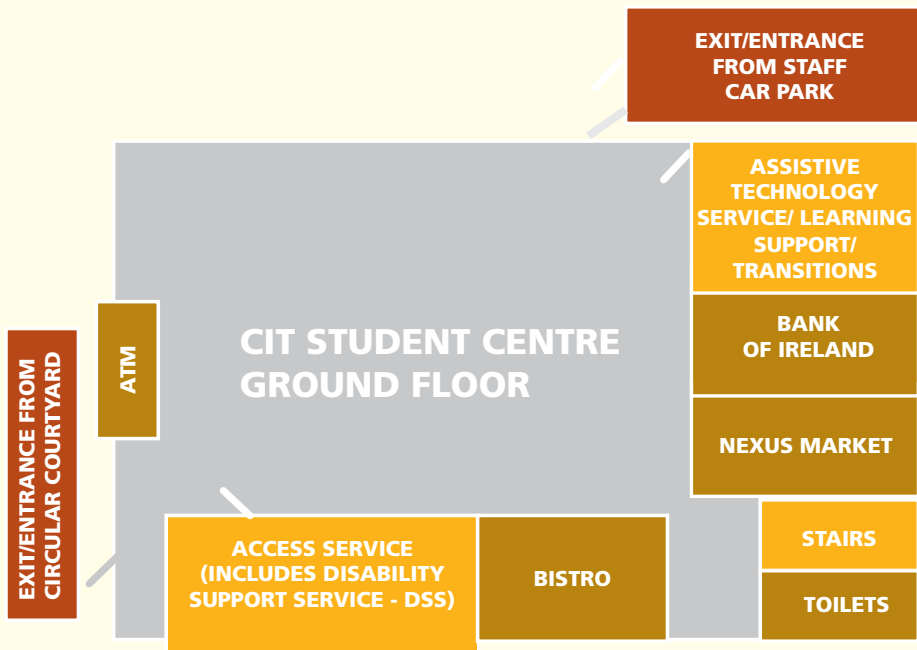 EXIT/ENTRANCE
FROM STAFF
CAR PARK
ASSISTIVE
TECHNOLOGY
SERVICE/ LEARNING
SUPPORT/
TRANSITIONS
BANK
OF IRELAND
CIT STUDENT CENTRE
GROUND FLOOR
ATM
EXIT/ENTRANCE FROM
CIRCULAR COURTYARD
NEXUS MARKET
STAIRS
ACCESS SERVICE
(INCLUDES DISABILITY
SUPPORT SERVICE - DSS)
BISTRO
TOILETS